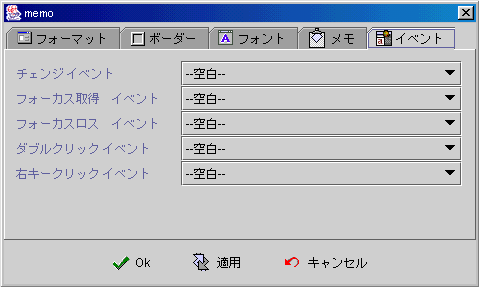 memo
フォーマット ボーダー フォント メモ イベント
チェンジイベント --空白--
フォーカス取得 イベント --空白--
フォーカスロス イベント --空白--
ダブルクリックイベント --空白--
右キークリックイベント --空白--
Ok 適用 キャンセル